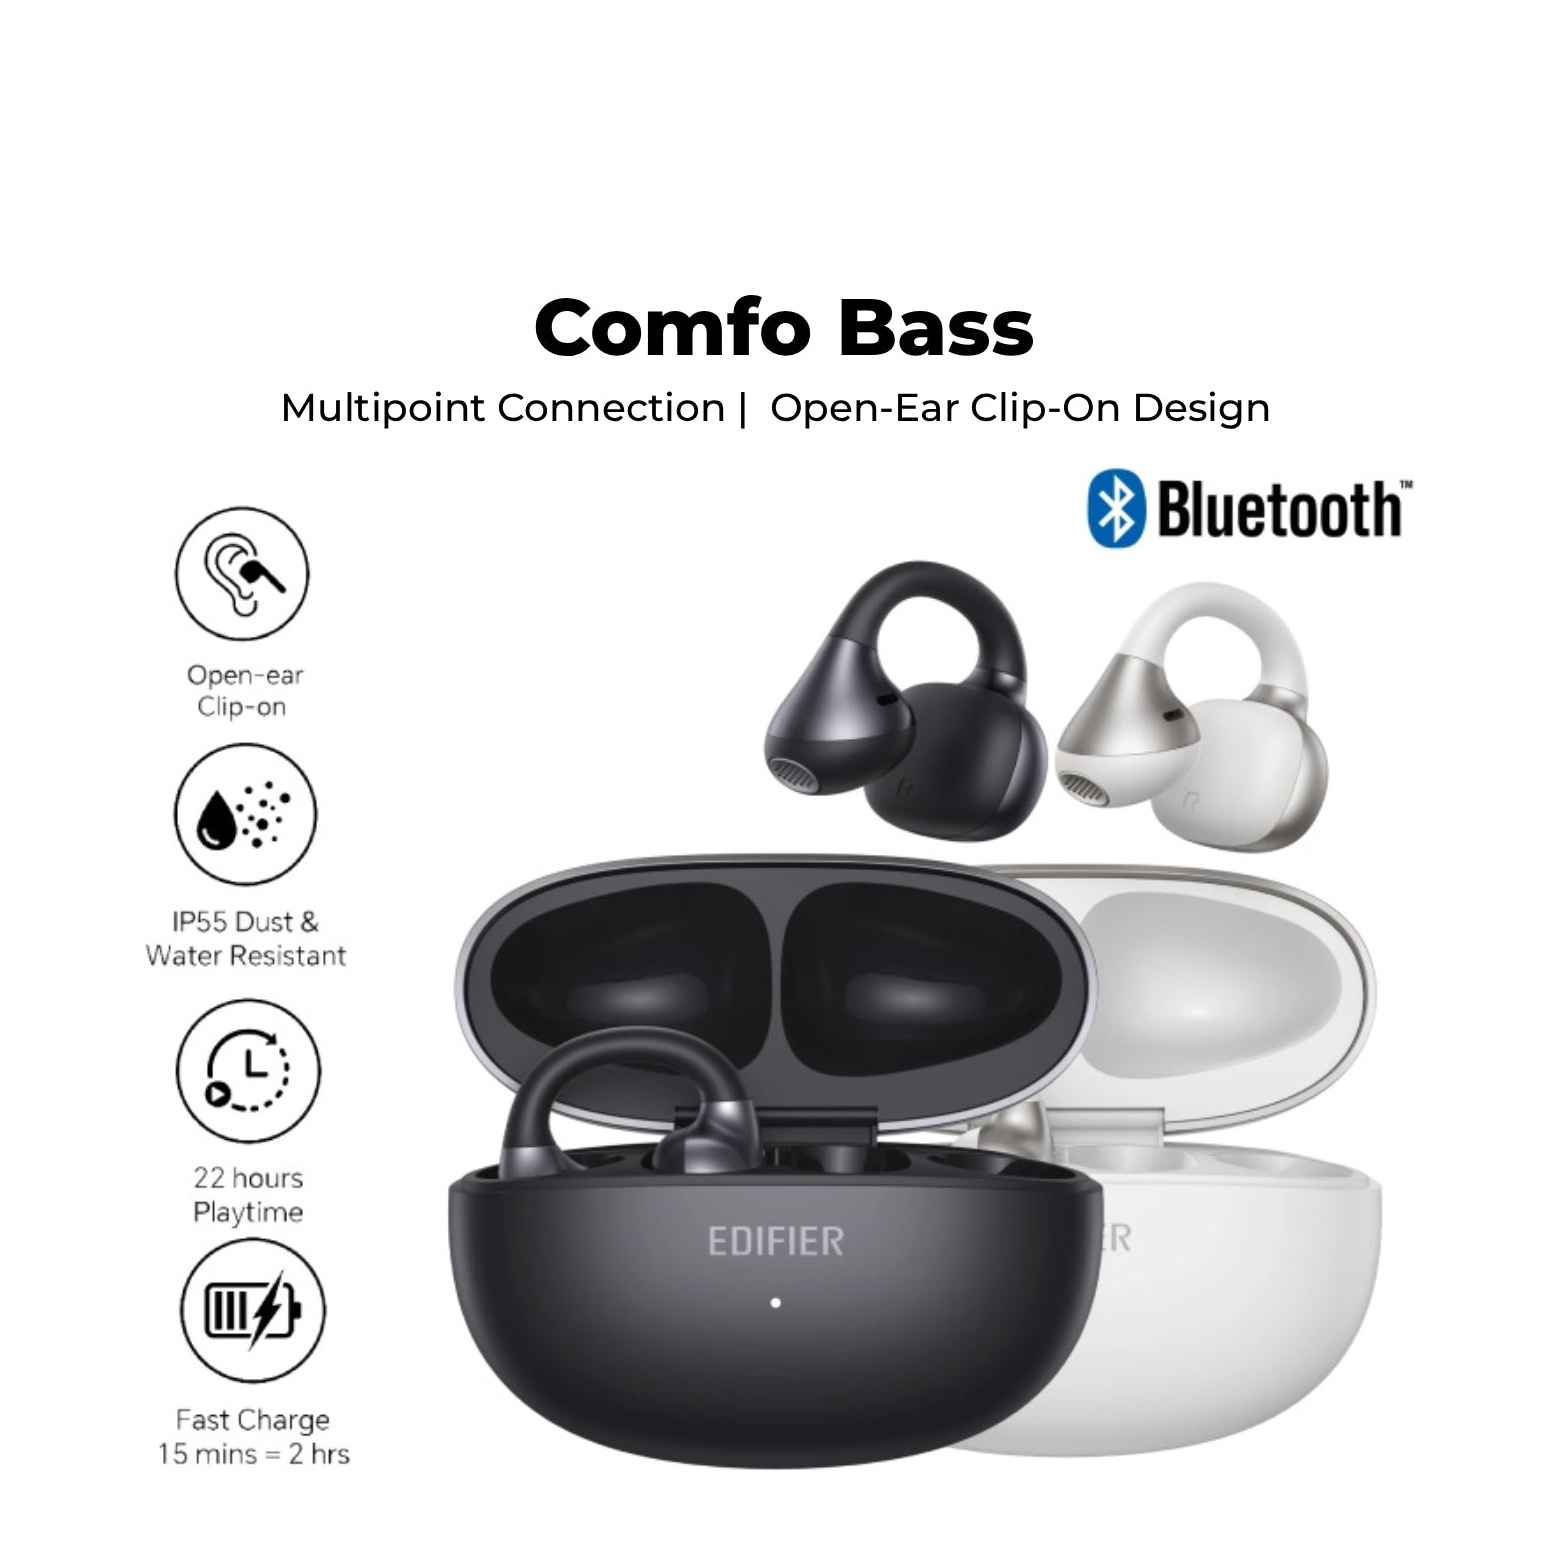 Comfo Bass
Multipoint Connection | Open-Ear Clip-On Design
Bluetooth™
Open-ear
Clip-on
IP55 Dust &
Water Resistant
22 hours
Playtime
Fast Charge
15 mins = 2 hrs
R
R
EDIFIER
ER